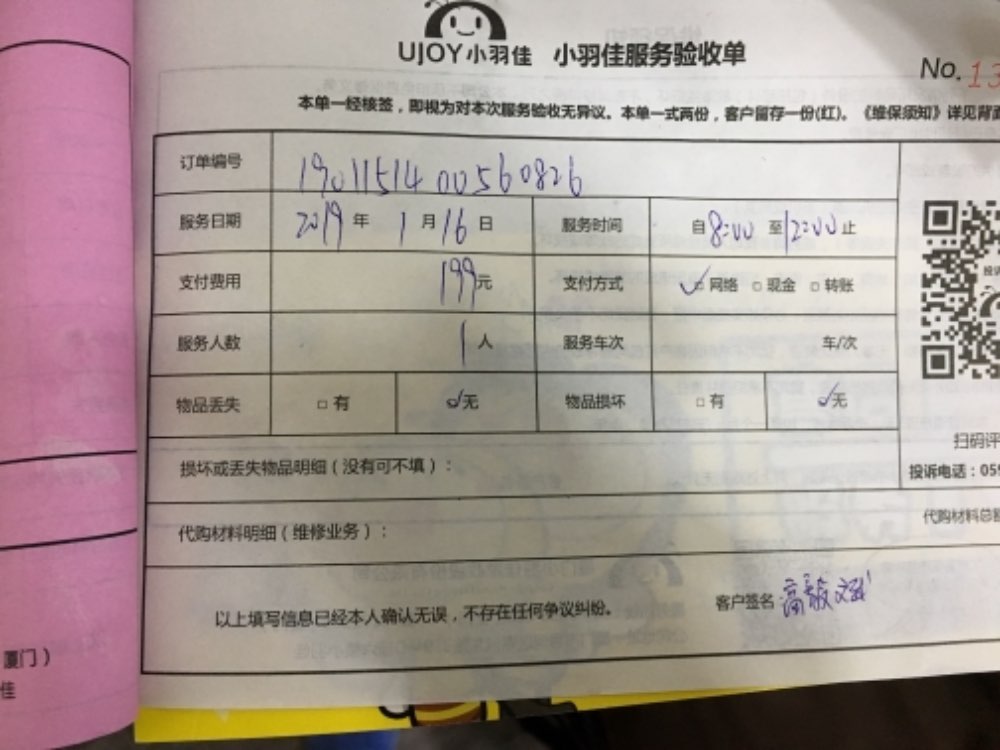 UJOY小羽佳 小羽佳服务验收单
No. 13
本单一经核签，即视为对本次服务验收无异议。本单一式两份，客户留存一份(红)。《维保须知》详见背面
订单编号 1901151400560826
服务日期 2019 年 1 月 16 日 服务时间 自 8:00 至 12:00 止
支付费用 199 元 支付方式 ✓□ 网络 □ 现金 □ 转账
服务人数 1 人 服务车次 车/次
物品丢失 □ 有 ☑ 无 物品损坏 □ 有 ☑ 无
扫码评
损坏或丢失物品明细（没有可不填）：
投诉电话：059
代购材料明细（维修业务）：
代购材料总
以上填写信息已经本人确认无误，不存在任何争议纠纷。
客户签名
厦门）
佳